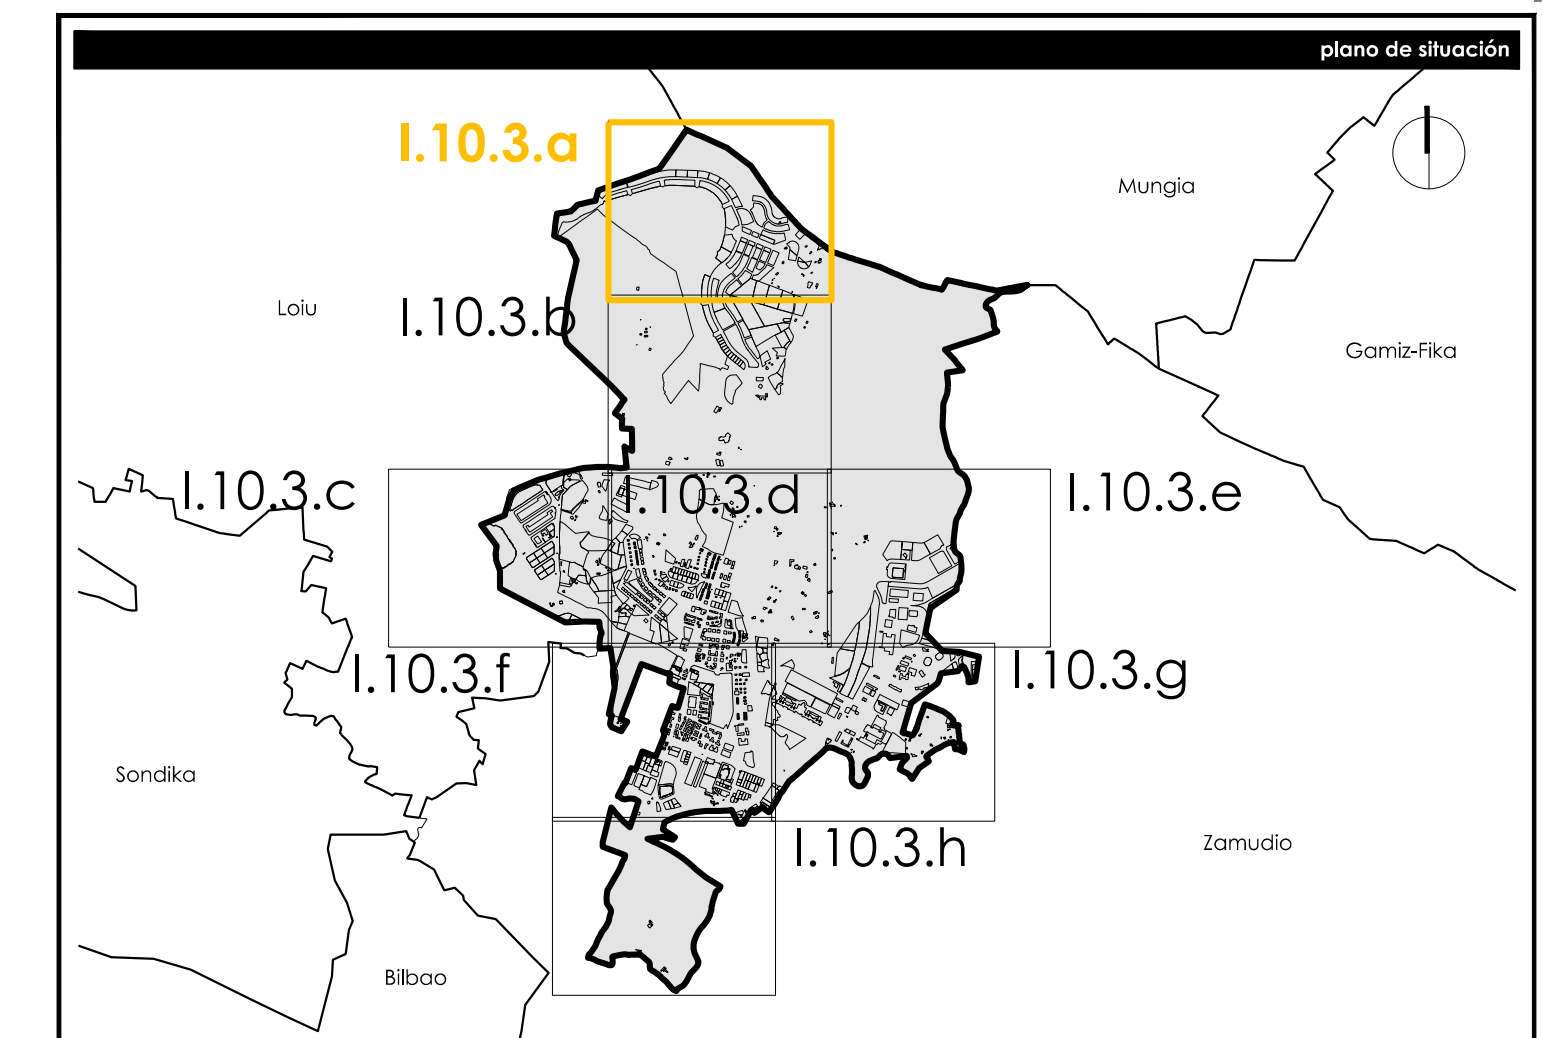 plano de situación
I.10.3.a
Mungia
Loiu
I.10.3.b
Gamiz-Fika
I.10.3.c
I.10.3.d
I.10.3.e
I.10.3.f
I.10.3.g
Sondika
I.10.3.h
Zamudio
Bilbao